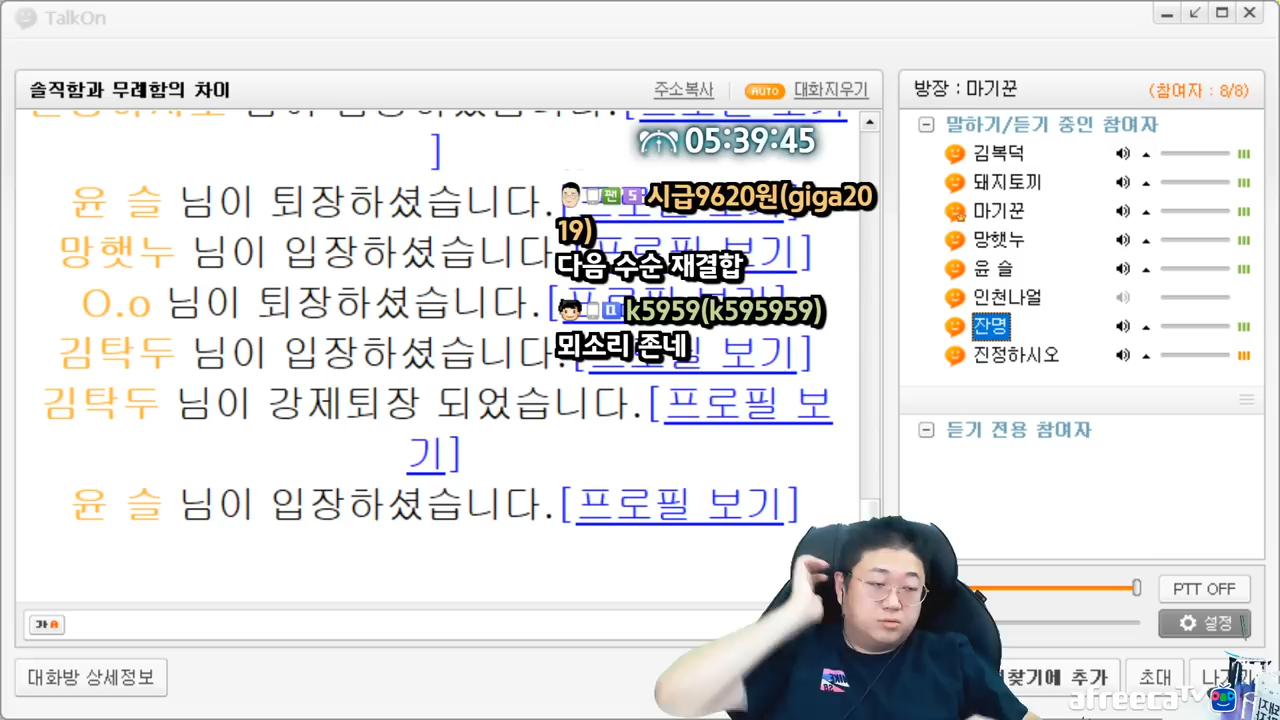 TalkOn
솔직함과 무례함의 차이
주소복사
AUTO
대화지우기
05:39:45
]
윤 슬 님이 퇴장하셨습니다.[
망햇누 님이 입장하셨습니다.
보기]
O.o 님이 퇴장하셨습니다.[
김탁두 님이 입장하셨습니다.[
필 보기]
김탁두 님이 강제퇴장 되었습니다.[프로필 보
기]
윤 슬 님이 입장하셨습니다.[프로필 보기]
팬 5 시급9620원(giga20
19)
다음 수순 재결합
k5959(k595959)
뫼소리 존네
가A
대화방 상세정보
방장 : 마기꾼
(참여자 : 8/8)
말하기/듣기 중인 참여자
김복덕
돼지토끼
마기꾼
망햇누
윤 슬
인천나얼
잔명
진정하시오
듣기 전용 참여자
PTT OFF
설정
찾기에 추가
초대
afreecaTV